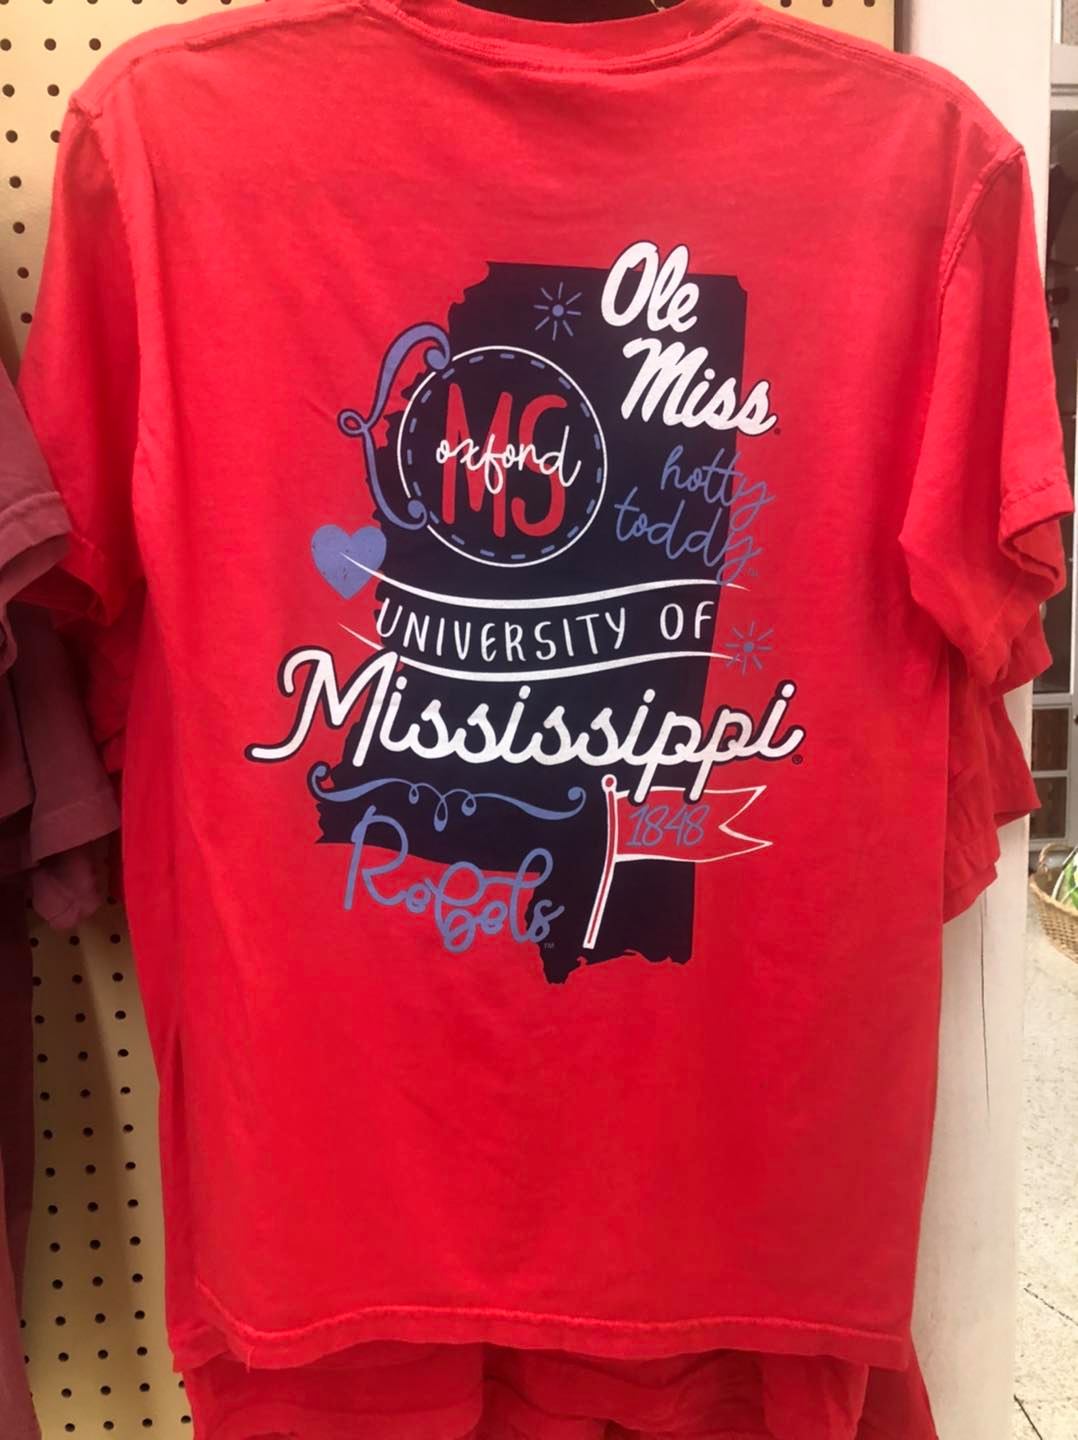 Ole
Miss
MS
oxford
hotty
toddy
UNIVERSITY OF
Mississippi
1848
Rebels